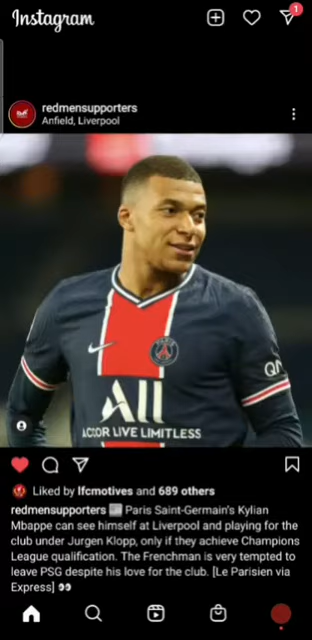 Instagram
1
redmensupporters
Anfield, Liverpool
All
ACCOR LIVE LIMITLESS
Liked by lfcmotives and 689 others
redmensupporters 📰 Paris Saint-Germain's Kylian
Mbappe can see himself at Liverpool and playing for the
club under Jurgen Klopp, only if they achieve Champions
League qualification. The Frenchman is very tempted to
leave PSG despite his love for the club. [Le Parisien via
Express] 👀